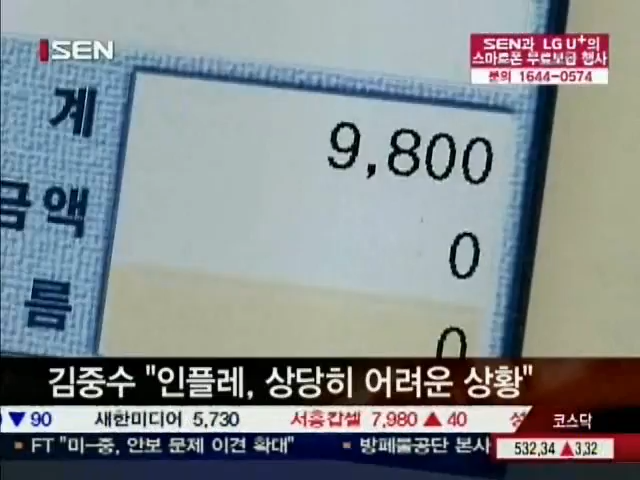 SEN
SEN과 LG U+의
스마트폰 무료보급 행사
문의 1644-0574
계
9,800
금액
0
름
0
김중수 "인플레, 상당히 어려운 상황"
▼90 새한미디어 5,730 서흥캅셀 7,980▲40
코스닥
▪ FT "미-중, 안보 문제 이견 확대" ▪ 방폐물공단 본사
532.34▲3.32